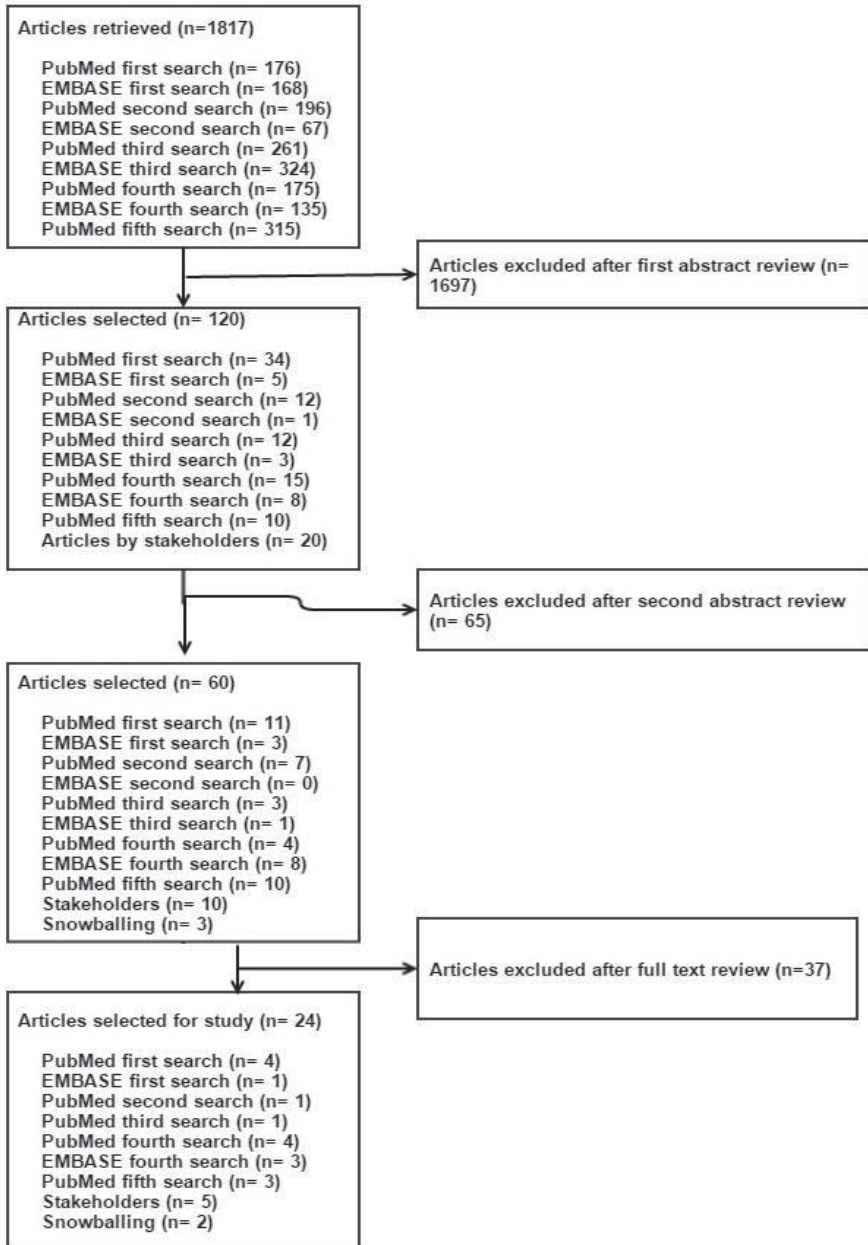 Articles retrieved (n=1817)
PubMed first search (n= 176)
EMBASE first search (n= 168)
PubMed second search (n= 196)
EMBASE second search (n= 67)
PubMed third search (n= 261)
EMBASE third search (n= 324)
PubMed fourth search (n= 175)
EMBASE fourth search (n= 135)
PubMed fifth search (n= 315)
Articles excluded after first abstract review (n=
1697)
Articles selected (n= 120)
PubMed first search (n= 34)
EMBASE first search (n= 5)
PubMed second search (n= 12)
EMBASE second search (n= 1)
PubMed third search (n= 12)
EMBASE third search (n= 3)
PubMed fourth search (n= 15)
EMBASE fourth search (n= 8)
PubMed fifth search (n= 10)
Articles by stakeholders (n= 20)
Articles excluded after second abstract review
(n= 65)
Articles selected (n= 60)
PubMed first search (n= 11)
EMBASE first search (n= 3)
PubMed second search (n= 7)
EMBASE second search (n= 0)
PubMed third search (n= 3)
EMBASE third search (n= 1)
PubMed fourth search (n= 4)
EMBASE fourth search (n= 8)
PubMed fifth search (n= 10)
Stakeholders (n= 10)
Snowballing (n= 3)
Articles excluded after full text review (n=37)
Articles selected for study (n= 24)
PubMed first search (n= 4)
EMBASE first search (n= 1)
PubMed second search (n= 1)
PubMed third search (n= 1)
PubMed fourth search (n= 4)
EMBASE fourth search (n= 3)
PubMed fifth search (n= 3)
Stakeholders (n= 5)
Snowballing (n= 2)